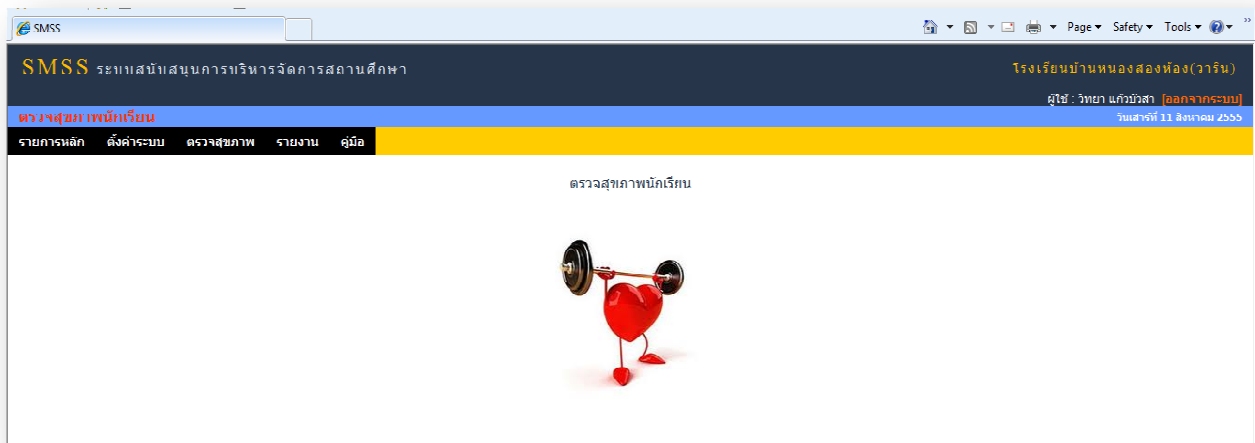 SMSS
Page Safety Tools
SMSS ระบบสนับสนุนการบริหารจัดการสถานศึกษา
โรงเรียนบ้านหนองสองห้อง(วารีน)
ผู้ใช้ : วิทยา แก้วบัวสา [ออกจากระบบ]
ตรวจสุขภาพนักเรียน
วันเสาร์ที่ 11 สิงหาคม 2555
รายการหลัก ตั้งค่าระบบ ตรวจสุขภาพ รายงาน คู่มือ
ตรวจสุขภาพนักเรียน